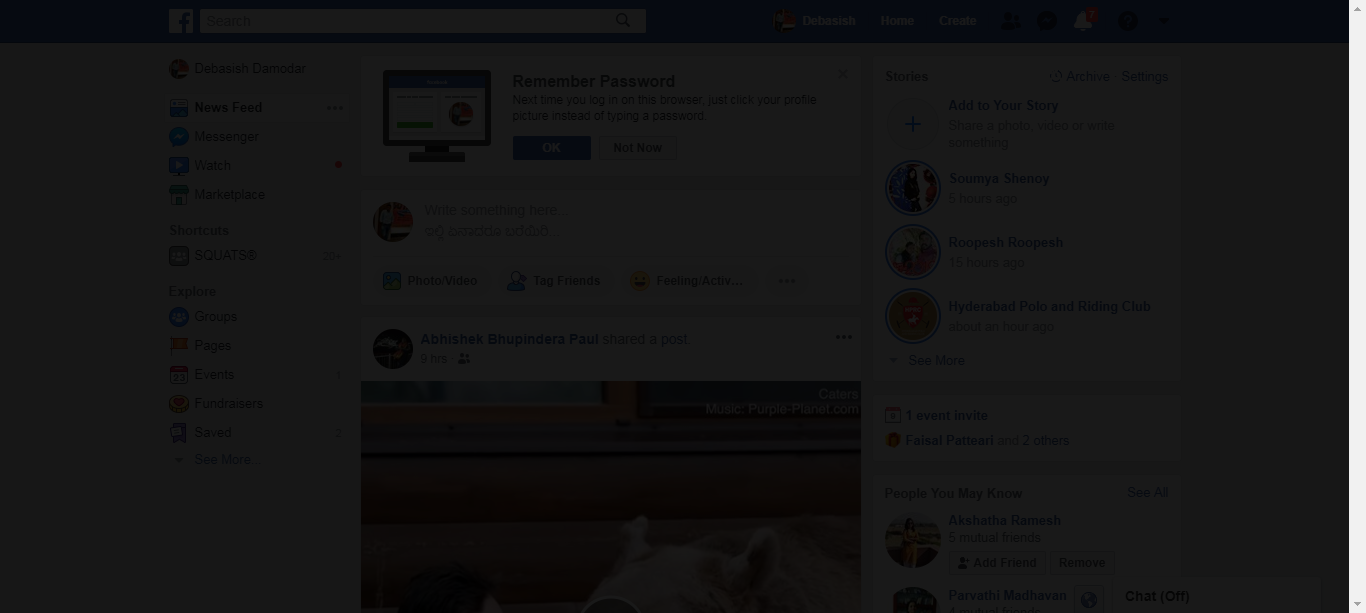 Search
Debasish
Home
Create
7
Debasish Damodar
News Feed
Messenger
Watch
Marketplace
Shortcuts
SQUATS®
20+
Explore
Groups
Pages
Events
Fundraisers
Saved
2
See More...
Remember Password
Next time you log in on this browser, just click your profile
picture instead of typing a password.
OK
Not Now
Write something here...
Photo/Video
Tag Friends
Feeling/Activ...
Abhishek Bhupindera Paul shared a post.
9 hrs
Caters
Music: Purple-Planet.com
Stories
Archive · Settings
Add to Your Story
Share a photo, video or write
something
Soumya Shenoy
5 hours ago
Roopesh Roopesh
15 hours ago
Hyderabad Polo and Riding Club
about an hour ago
See More
1 event invite
Faisal Patteari and 2 others
People You May Know
See All
Akshatha Ramesh
5 mutual friends
Add Friend
Remove
Parvathi Madhavan
Chat (Off)